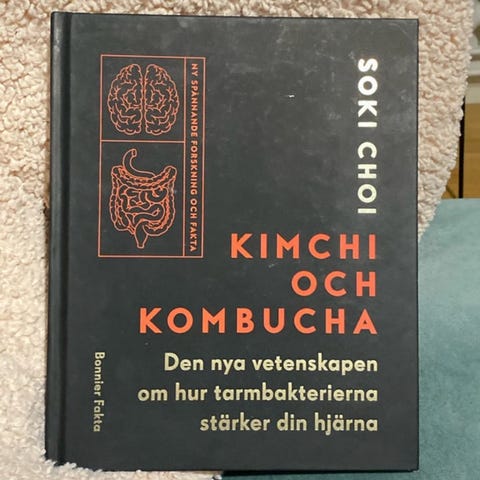 NY SPÄNNANDE FORSKNING OCH FAKTA
SOKI CHOI
KIMCHI
OCH
KOMBUCHA
Den nya vetenskapen
om hur tarmbakterierna
stärker din hjärna
Bonnier Fakta